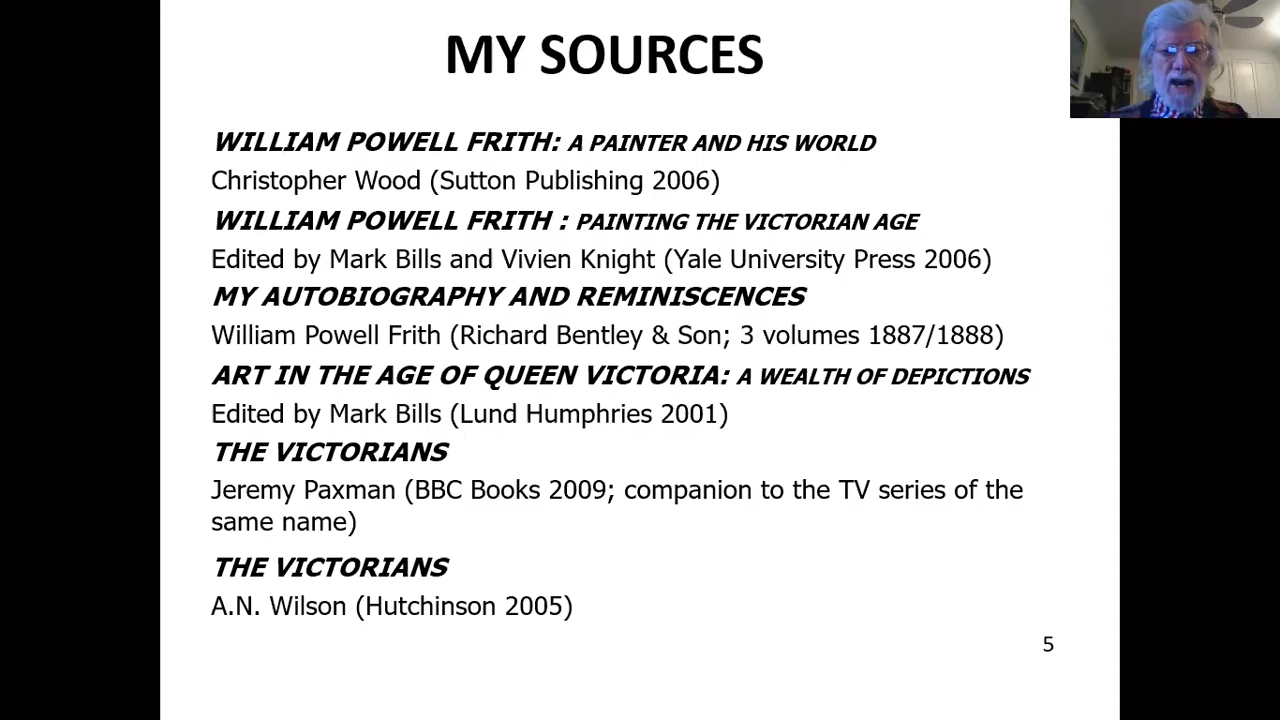 MY SOURCES
WILLIAM POWELL FRITH: A PAINTER AND HIS WORLD
Christopher Wood (Sutton Publishing 2006)
WILLIAM POWELL FRITH : PAINTING THE VICTORIAN AGE
Edited by Mark Bills and Vivien Knight (Yale University Press 2006)
MY AUTOBIOGRAPHY AND REMINISCENCES
William Powell Frith (Richard Bentley & Son; 3 volumes 1887/1888)
ART IN THE AGE OF QUEEN VICTORIA: A WEALTH OF DEPICTIONS
Edited by Mark Bills (Lund Humphries 2001)
THE VICTORIANS
Jeremy Paxman (BBC Books 2009; companion to the TV series of the
same name)
THE VICTORIANS
A.N. Wilson (Hutchinson 2005)
5